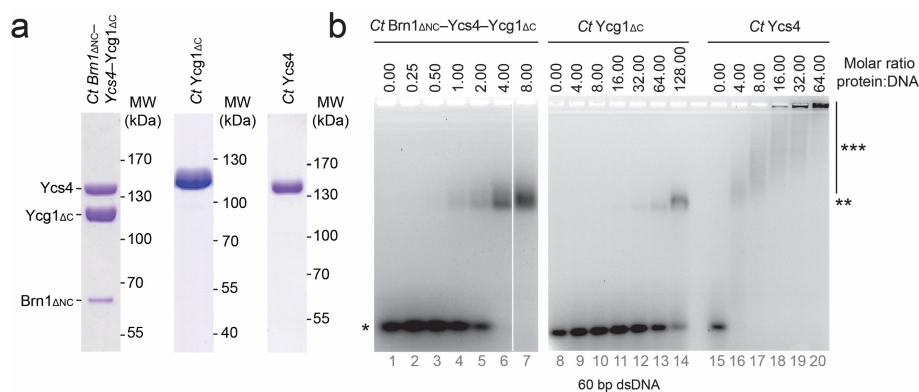 a
Ct Brn1ΔNC–
Ycs4–Ycg1ΔC
Ct Ycg1ΔC
Ct Ycs4
MW
(kDa)
MW
(kDa)
MW
(kDa)
Ycs4
Ycg1ΔC
Brn1ΔNC
170
130
100
70
55
130
100
70
55
40
170
130
100
70
55
b
Ct Brn1ΔNC–Ycs4–Ycg1ΔC Ct Ycg1ΔC Ct Ycs4
0.00 0.25 0.50 1.00 2.00 4.00 8.00 0.00 4.00 8.00 16.00 32.00 64.00 128.00 0.00 4.00 8.00 16.00 32.00 64.00
Molar ratio
protein:DNA
***
**
*
1 2 3 4 5 6 7 8 9 10 11 12 13 14 15 16 17 18 19 20
60 bp dsDNA